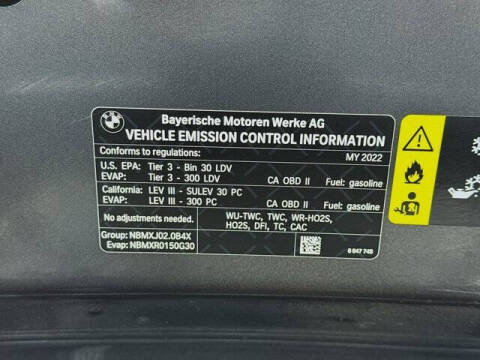 BMW
Bayerische Motoren Werke AG
VEHICLE EMISSION CONTROL INFORMATION
Conforms to regulations: MY 2022
U.S. EPA: Tier 3 - Bin 30 LDV
EVAP: Tier 3 - 300 LDV CA OBD II Fuel: gasoline
California: LEV III - SULEV 30 PC
EVAP: LEV III - 300 PC CA OBD II Fuel: gasoline
No adjustments needed. WU-TWC, TWC, WR-HO2S,
HO2S, DFI, TC, CAC
Group: NBMXJ02.0B4X
Evap: NBMXR0150G30
8 847 749